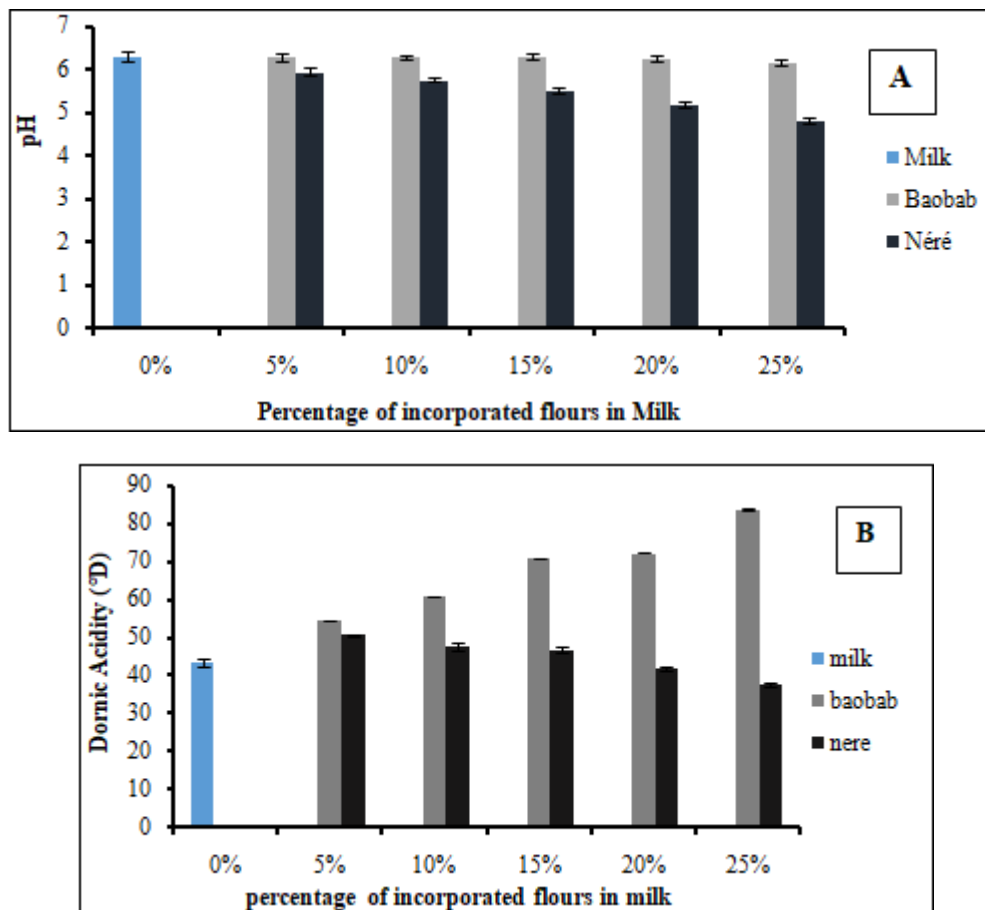 7
6
5
4
3
2
1
0
pH
0% 5% 10% 15% 20% 25%
Percentage of incorporated flours in Milk
A
Milk
Baobab
Néré
90
80
70
60
50
40
30
20
10
0
Dornic Acidity (°D)
0% 5% 10% 15% 20% 25%
percentage of incorporated flours in milk
B
milk
baobab
nere